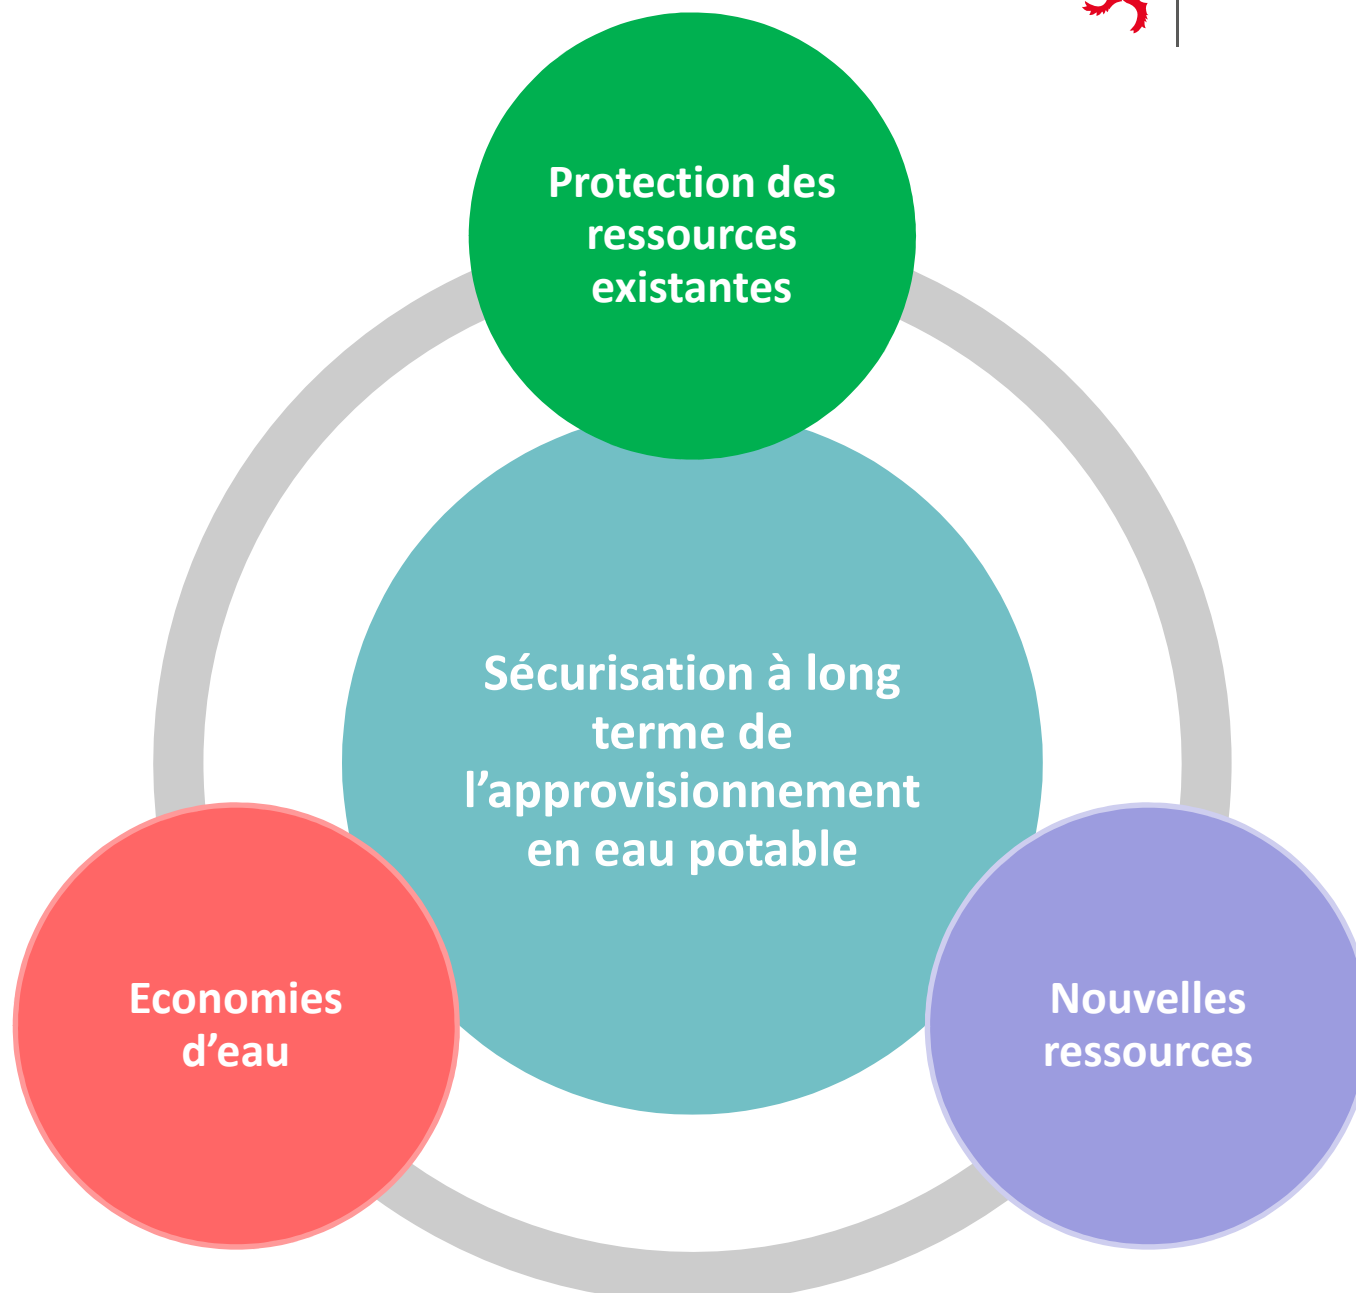 Protection des
ressources
existantes
Sécurisation à long
terme de
l’approvisionnement
en eau potable
Economies
d’eau
Nouvelles
ressources